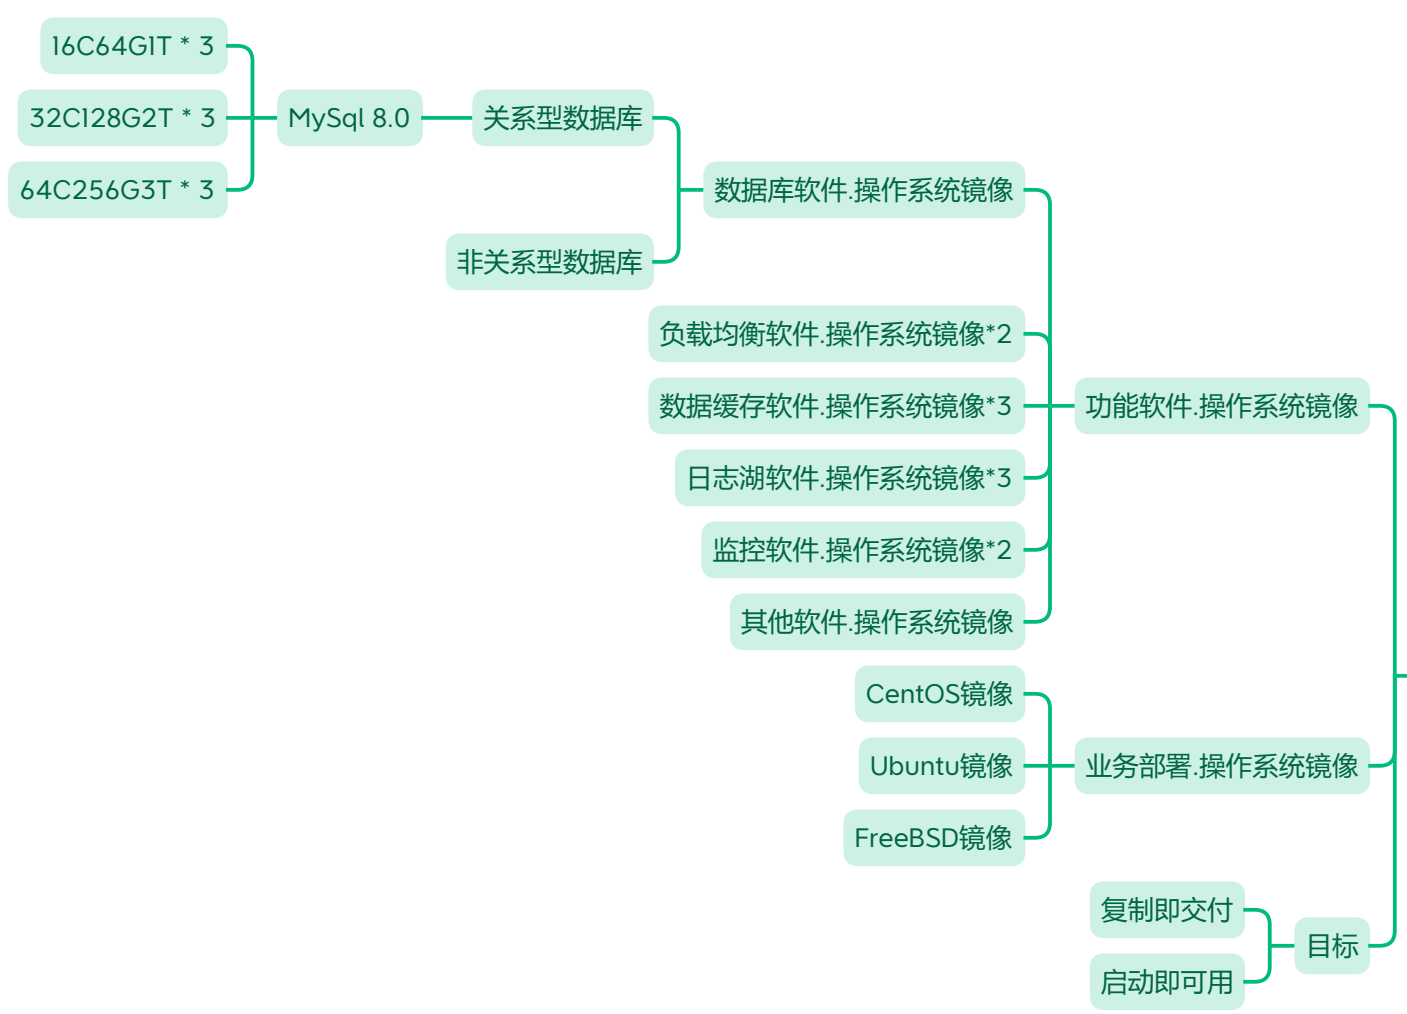 16C64G1T * 3
32C128G2T * 3
MySql 8.0
关系型数据库
64C256G3T * 3
数据库软件.操作系统镜像
非关系型数据库
负载均衡软件.操作系统镜像*2
数据缓存软件.操作系统镜像*3
功能软件.操作系统镜像
日志湖软件.操作系统镜像*3
监控软件.操作系统镜像*2
其他软件.操作系统镜像
CentOS镜像
Ubuntu镜像
业务部署.操作系统镜像
FreeBSD镜像
复制即交付
目标
启动即可用